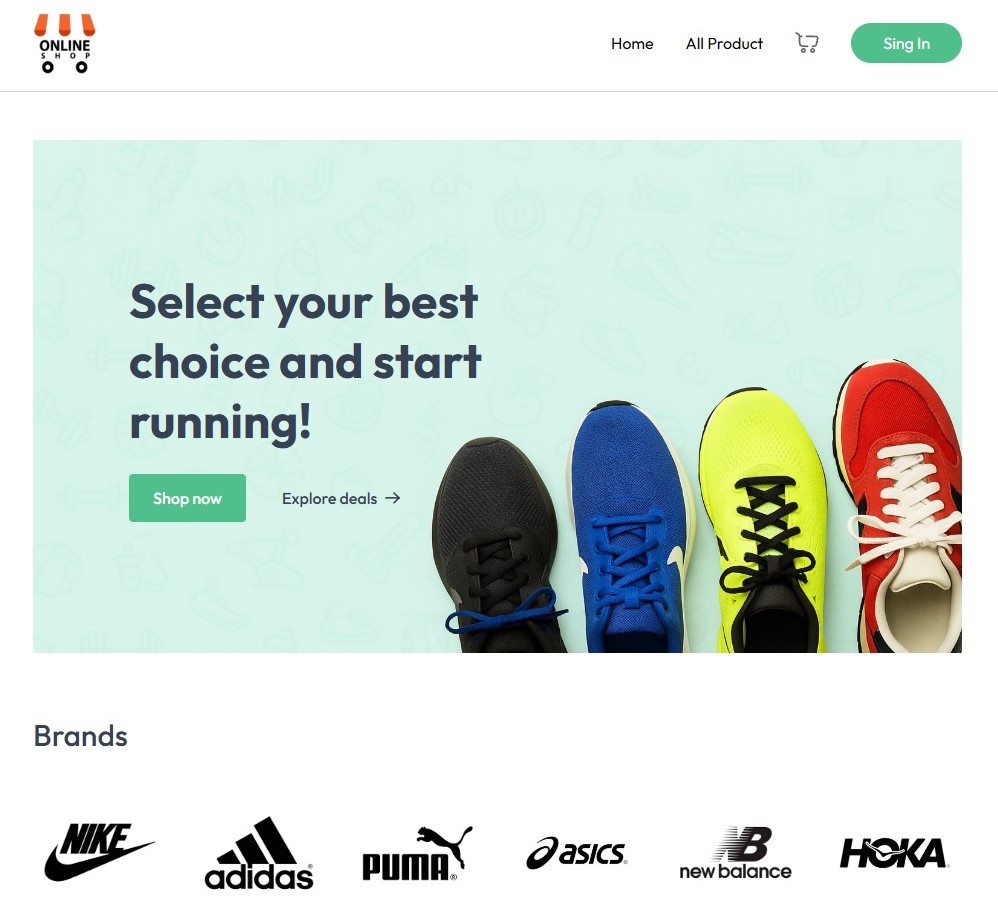 ONLINE
SHOP
Home
All Product
Sing In
Select your best
choice and start
running!
Shop now
Explore deals
Brands
NIKE
adidas®
PUMA®
asics®
NB
new balance
HOKA